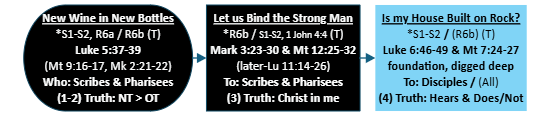 New Wine in New Bottles
*S1-S2, R6a / R6b (T)
Luke 5:37-39
(Mt 9:16-17, Mk 2:21-22)
Who: Scribes & Pharisees
(1-2) Truth: NT > OT
Let us Bind the Strong Man
*R6b / S1-S2, 1 John 4:4 (T)
Mark 3:23-30 & Mt 12:25-32
(later-Lu 11:14-26)
To: Scribes & Pharisees
(3) Truth: Christ in me
Is my House Built on Rock?
*S1-S2 / (R6b) (T)
Luke 6:46-49 & Mt 7:24-27
foundation, digged deep
To: Disciples / (All)
(4) Truth: Hears & Does/Not